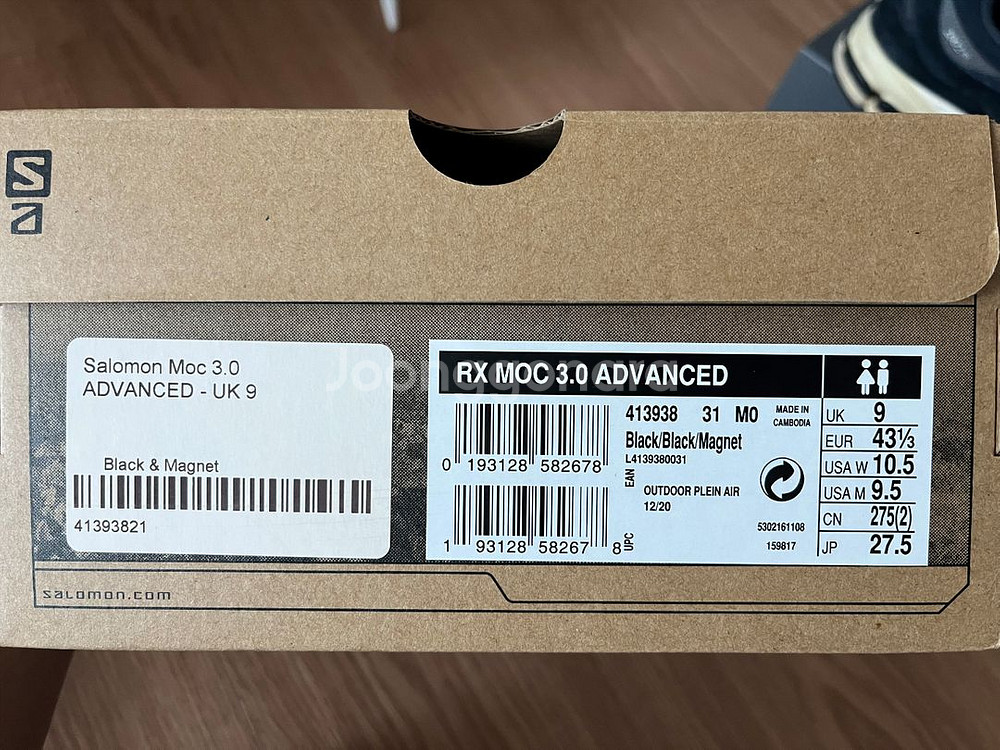 Salomon Moc 3.0
ADVANCED - UK 9
Black & Magnet
41393821
Joonggonara
RX MOC 3.0 ADVANCED
413938 31 M0
MADE IN
CAMBODIA
Black/Black/Magnet
L4139380031
0 193128 582678
EAN
OUTDOOR PLEIN AIR
12/20
1 93128 58267 8
UPC
5302161108
159817
UK 9
EUR 43⅓
USA W 10.5
USA M 9.5
CN 275(2)
JP 27.5
salomon.com